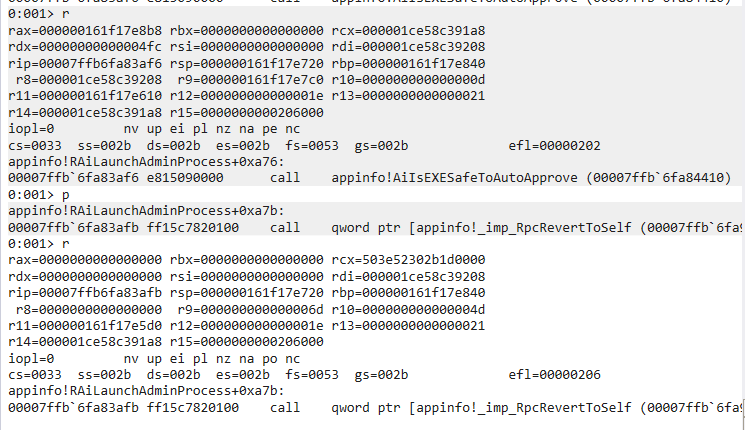 0:001> r
rax=000000161f17e8b8 rbx=0000000000000000 rcx=000001ce58c391a8
rdx=00000000000004fc rsi=0000000000000000 rdi=000001ce58c39208
rip=00007ffb6fa83af6 rsp=000000161f17e720 rbp=000000161f17e840
r8=000001ce58c39208 r9=000000161f17e7c0 r10=000000000000000d
r11=000000161f17e610 r12=000000000000001e r13=0000000000000021
r14=000001ce58c391a8 r15=0000000000206000
iopl=0 nv up ei pl nz na pe nc
cs=0033 ss=002b ds=002b es=002b fs=0053 gs=002b efl=00000202
appinfo!RAiLaunchAdminProcess+0xa76:
00007ffb`6fa83af6 e815090000 call appinfo!AiIsEXESafeToAutoApprove (00007ffb`6fa84410)
0:001> p
appinfo!RAiLaunchAdminProcess+0xa7b:
00007ffb`6fa83afb ff15c7820100 call qword ptr [appinfo!_imp_RpcRevertToSelf (00007ffb`6fa9
0:001> r
rax=0000000000000000 rbx=0000000000000000 rcx=503e52302b1d0000
rdx=0000000000000000 rsi=0000000000000000 rdi=000001ce58c39208
rip=00007ffb6fa83afb rsp=000000161f17e720 rbp=000000161f17e840
r8=0000000000000000 r9=000000000000006d r10=000000000000004d
r11=000000161f17e5d0 r12=000000000000001e r13=0000000000000021
r14=000001ce58c391a8 r15=0000000000206000
iopl=0 nv up ei pl nz na po nc
cs=0033 ss=002b ds=002b es=002b fs=0053 gs=002b efl=00000206
appinfo!RAiLaunchAdminProcess+0xa7b:
00007ffb`6fa83afb ff15c7820100 call qword ptr [appinfo!_imp_RpcRevertToSelf (00007ffb`6fa9